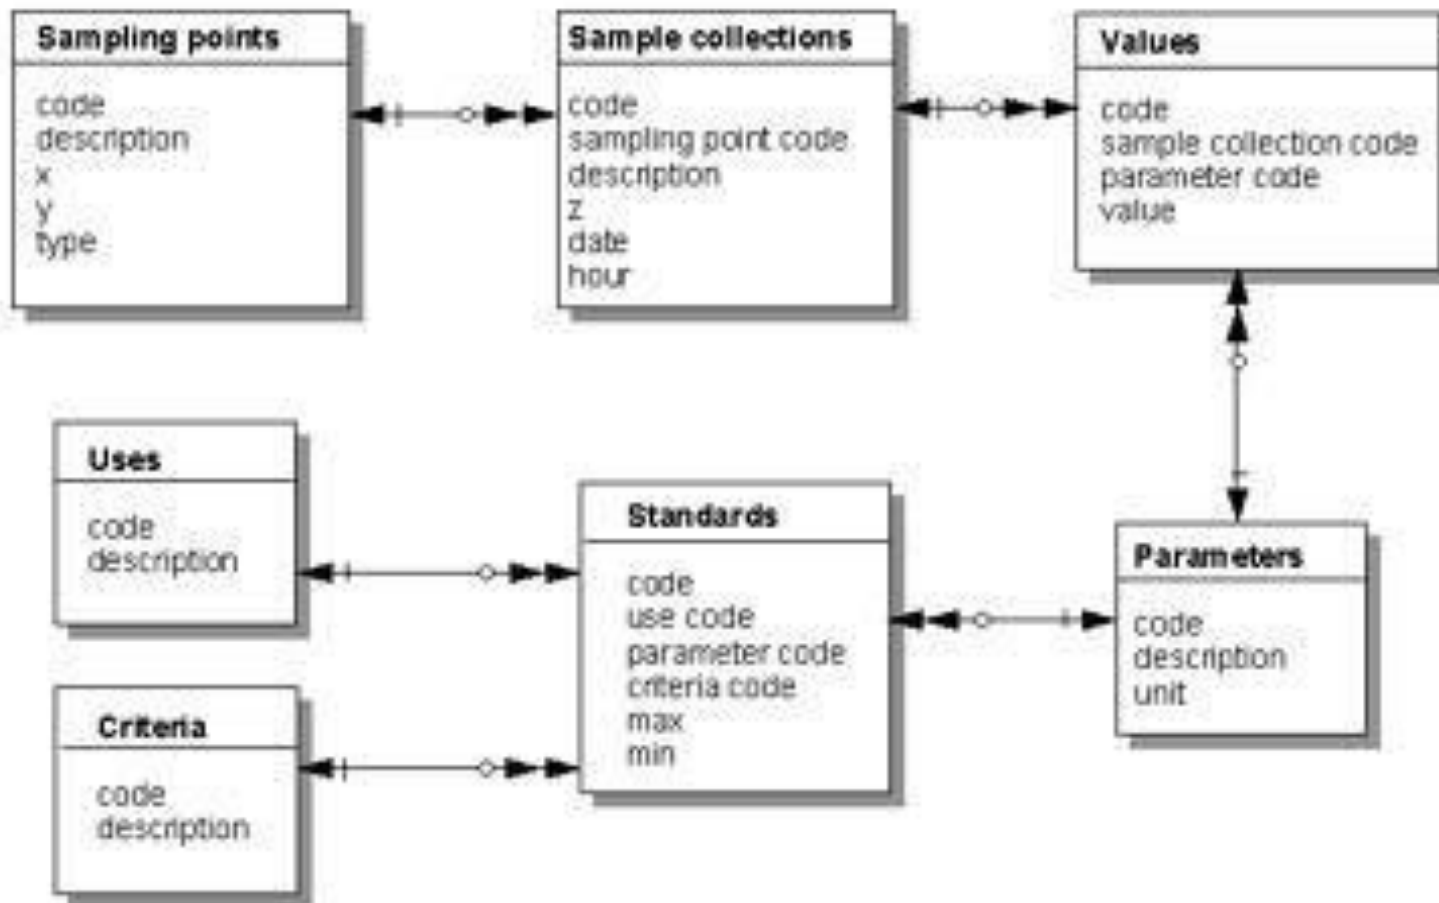 Sampling points
code
description
x
y
type
Sample collections
code
sampling point code
description
z
date
hour
Values
code
sample collection code
parameter code
value
Uses
code
description
Standards
code
use code
parameter code
criteria code
max
min
Parameters
code
description
unit
Criteria
code
description